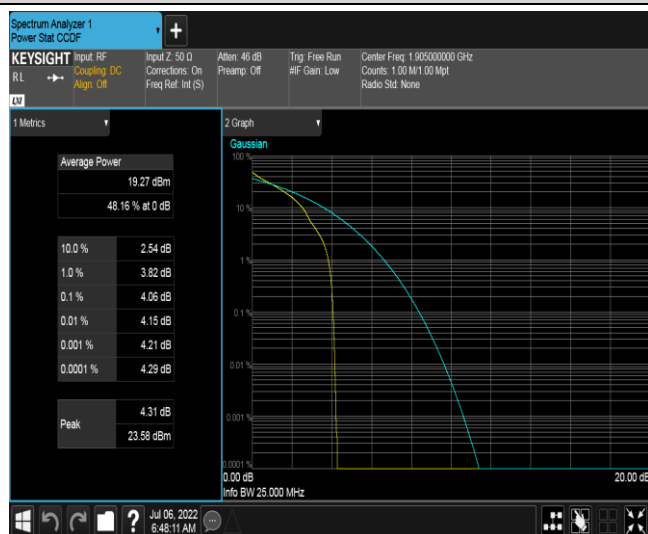 Spectrum Analyzer 1
Power Stat CCDF
+
KEYSIGHT
RL
LXI
Input: RF
Coupling: DC
Align: Off
Input Z: 50 Ω
Corrections: On
Freq Ref: Int (S)
Atten: 46 dB
Preamp: Off
Trig: Free Run
#IF Gain: Low
Center Freq: 1.905000000 GHz
Counts: 1.00 M/1.00 Mpt
Radio Std: None
1 Metrics
Average Power
19.27 dBm
48.16 % at 0 dB
10.0 % 2.54 dB
1.0 % 3.82 dB
0.1 % 4.06 dB
0.01 % 4.15 dB
0.001 % 4.21 dB
0.0001 % 4.29 dB
Peak
4.31 dB
23.58 dBm
2 Graph
Gaussian
100 %
10 %
1 %
0.1 %
0.01 %
0.001 %
0.0001 %
0.00 dB 20.00 dB
Info BW 25.000 MHz
?
Jul 06, 2022
6:48:11 AM